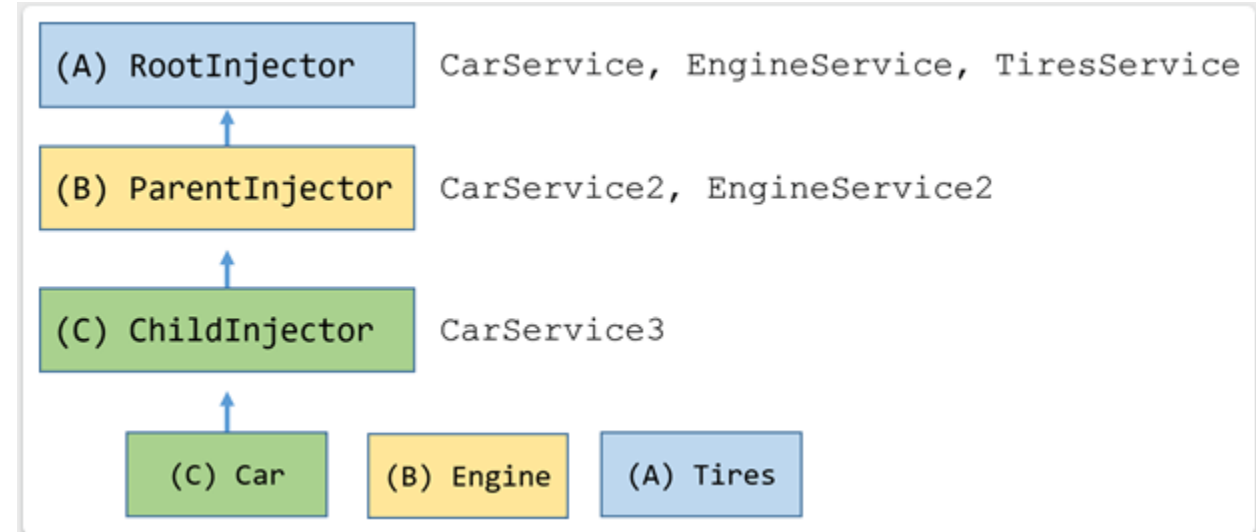 (A) RootInjector CarService, EngineService, TiresService
(B) ParentInjector CarService2, EngineService2
(C) ChildInjector CarService3
(C) Car (B) Engine (A) Tires